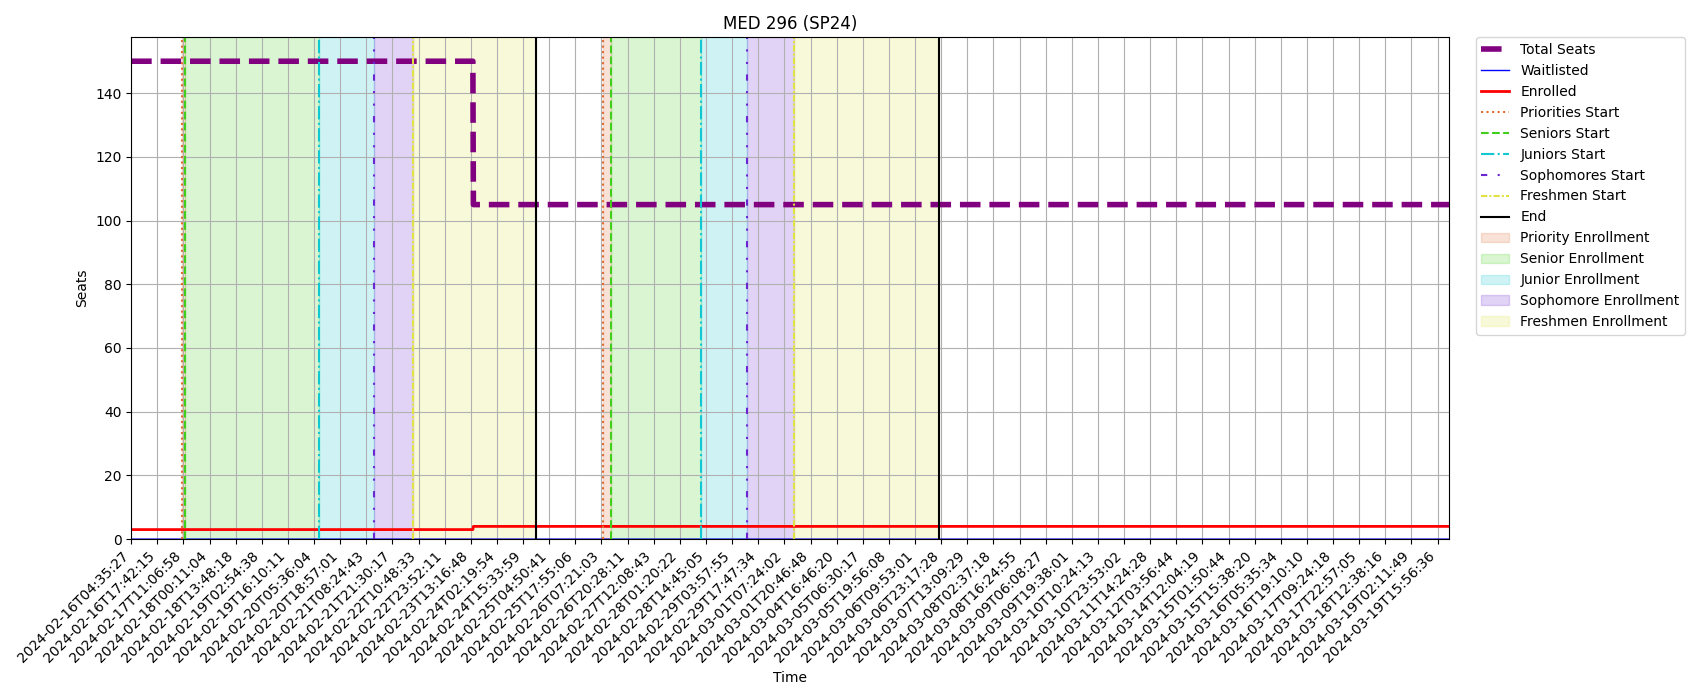 MED 296 (SP24)
Seats
140
120
100
80
60
40
20
0
2024-02-16T04:35:27
2024-02-16T17:42:15
2024-02-17T11:06:58
2024-02-18T00:11:04
2024-02-18T13:48:18
2024-02-19T02:54:38
2024-02-19T16:10:11
2024-02-20T05:36:04
2024-02-20T18:57:01
2024-02-21T08:24:43
2024-02-21T21:30:17
2024-02-22T10:48:33
2024-02-22T23:52:11
2024-02-23T13:16:48
2024-02-24T02:19:54
2024-02-24T15:33:59
2024-02-25T04:50:41
2024-02-25T17:55:06
2024-02-26T07:21:03
2024-02-26T20:28:11
2024-02-27T12:08:43
2024-02-28T01:20:22
2024-02-28T14:45:05
2024-02-29T03:57:55
2024-02-29T17:47:34
2024-03-01T07:24:02
2024-03-01T20:46:48
2024-03-04T16:46:20
2024-03-05T06:30:17
2024-03-05T19:56:08
2024-03-06T09:53:01
2024-03-06T23:17:28
2024-03-07T13:09:29
2024-03-08T02:37:18
2024-03-08T16:24:55
2024-03-09T06:08:27
2024-03-09T19:38:01
2024-03-10T10:24:13
2024-03-10T23:53:02
2024-03-11T14:24:28
2024-03-12T03:56:44
2024-03-14T12:04:19
2024-03-15T01:50:44
2024-03-15T15:38:20
2024-03-16T05:35:34
2024-03-16T19:10:10
2024-03-17T09:24:18
2024-03-17T22:57:05
2024-03-18T12:38:16
2024-03-19T02:11:49
2024-03-19T15:56:36
Time
Total Seats
Waitlisted
Enrolled
Priorities Start
Seniors Start
Juniors Start
Sophomores Start
Freshmen Start
End
Priority Enrollment
Senior Enrollment
Junior Enrollment
Sophomore Enrollment
Freshmen Enrollment